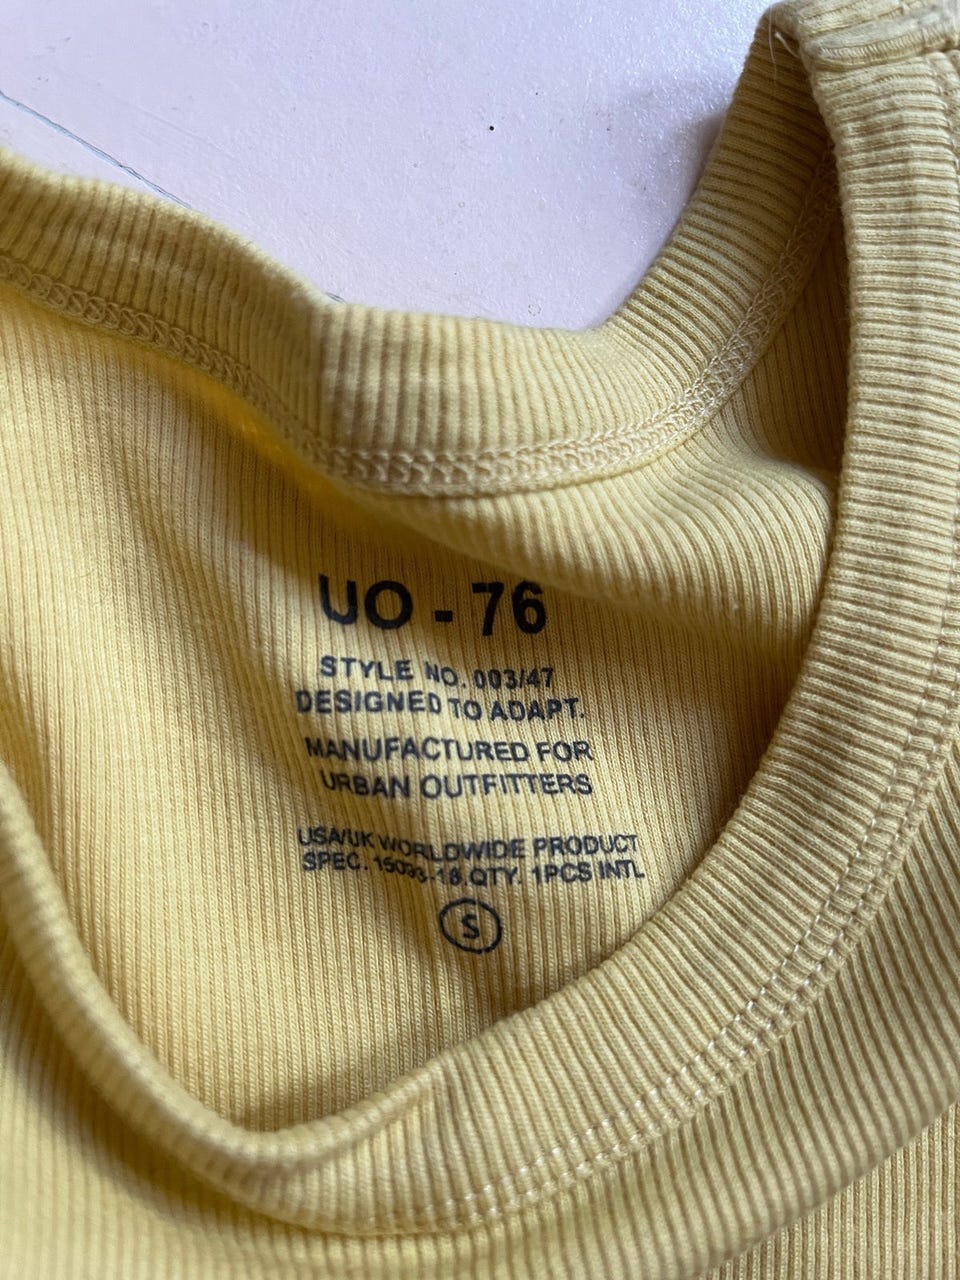 UO - 76
STYLE NO. 003/47
DESIGNED TO ADAPT.
MANUFACTURED FOR
URBAN OUTFITTERS
USA/UK WORLDWIDE PRODUCT
SPEC. 15093-18 QTY. 1PCS INTL
S